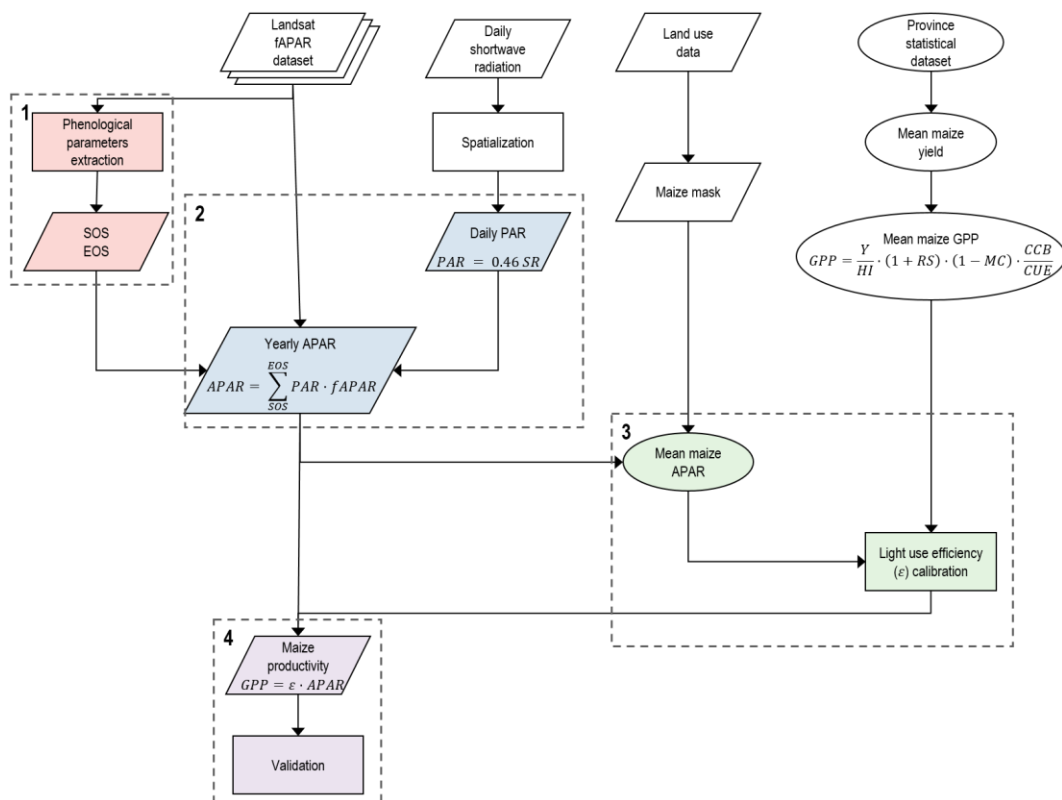 Landsat
fAPAR
dataset
Daily
shortwave
radiation
Land use
data
Province
statistical
dataset
1
Phenological
parameters
extraction
Spatialization
Mean maize
yield
Maize mask
SOS
EOS
2
Daily PAR
PAR = 0.46 SR
Mean maize GPP
GPP = Y/HI · (1 + RS) · (1 − MC) · CCB/CUE
Yearly APAR
EOS
APAR = ∑ PAR · fAPAR
SOS
3
Mean maize
APAR
Light use efficiency
(ε) calibration
4
Maize
productivity
GPP = ε · APAR
Validation